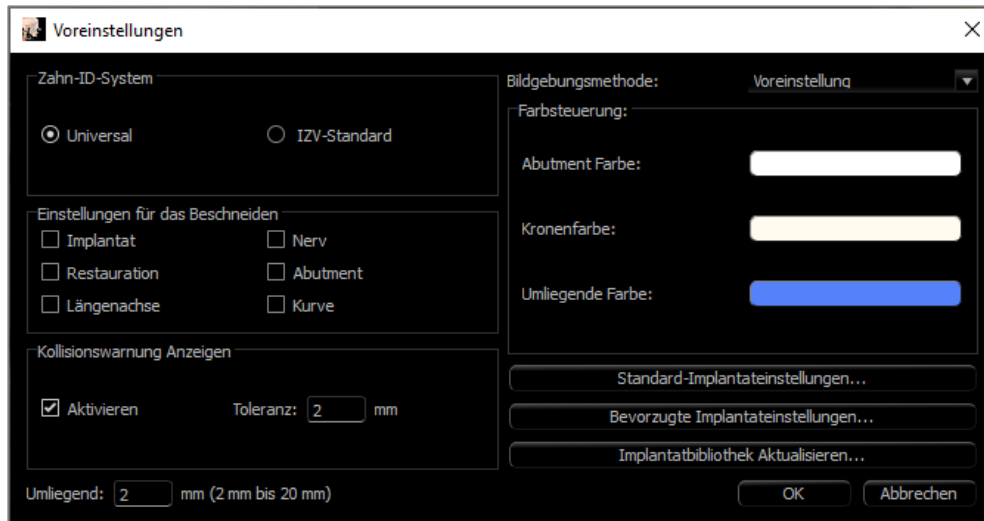 Voreinstellungen
Zahn-ID-System
Universal
IZV-Standard
Einstellungen für das Beschneiden
Implantat
Nerv
Restauration
Abutment
Längenachse
Kurve
Kollisionswarnung Anzeigen
Aktivieren
Toleranz: 2 mm
Umliegend: 2 mm (2 mm bis 20 mm)
Bildgebungsmethode: Voreinstellung
Farbsteuerung:
Abutment Farbe:
Kronenfarbe:
Umliegende Farbe:
Standard-Implantateinstellungen...
Bevorzugte Implantateinstellungen...
Implantatbibliothek Aktualisieren...
OK
Abbrechen